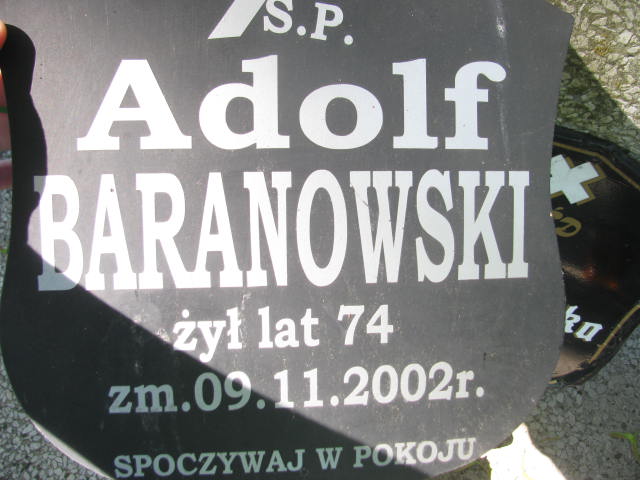 Ś.P.
Adolf
BARANOWSKI
żył lat 74
zm.09.11.2002r.
SPOCZYWAJ W POKOJU